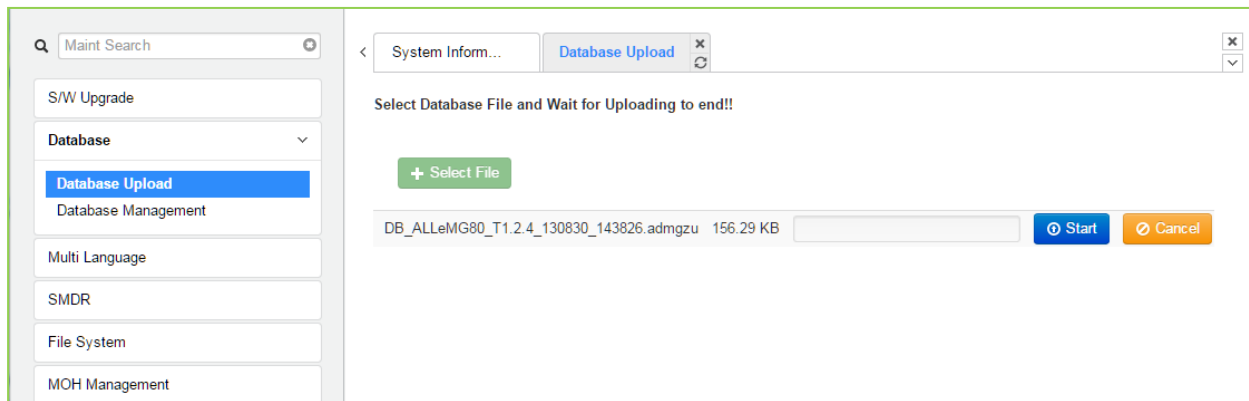 Maint Search
S/W Upgrade
Database
Database Upload
Database Management
Multi Language
SMDR
File System
MOH Management
System Inform...
Database Upload
Select Database File and Wait for Uploading to end!!
+ Select File
DB_ALLeMG80_T1.2.4_130830_143826.admgzu 156.29 KB Start Cancel